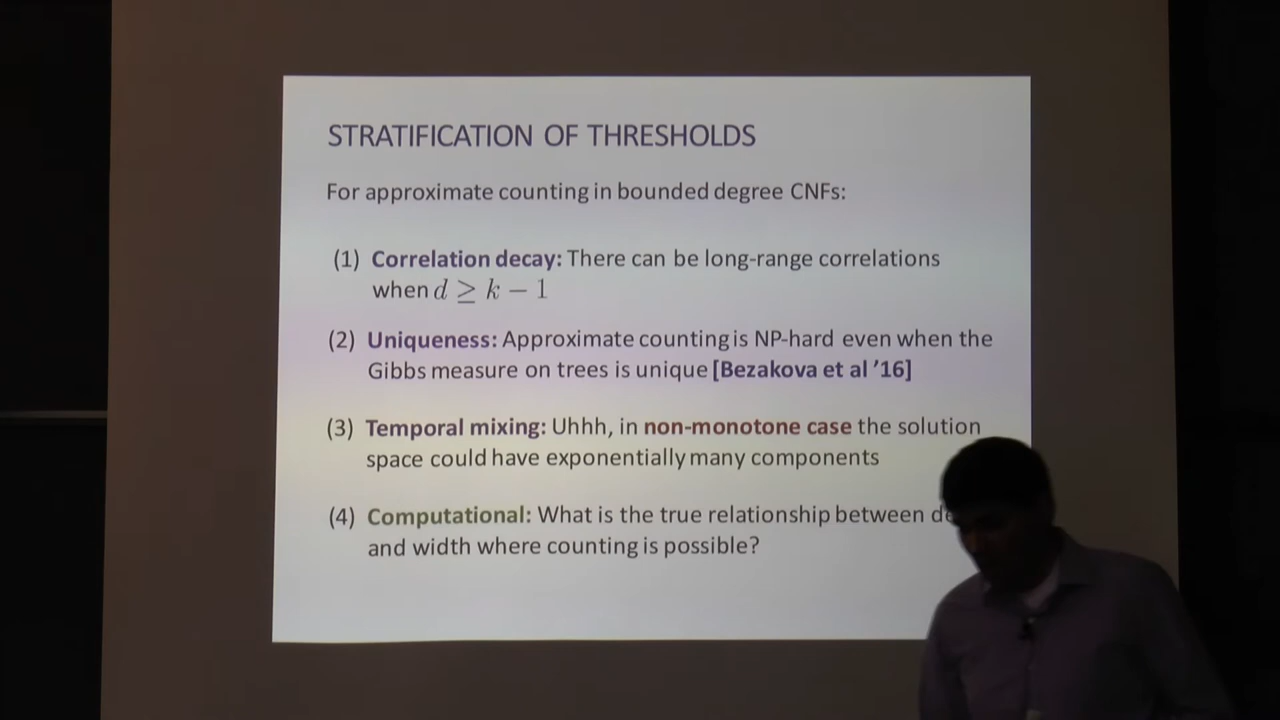 STRATIFICATION OF THRESHOLDS
For approximate counting in bounded degree CNFs:
(1) Correlation decay: There can be long-range correlations
when d ≥ k − 1
(2) Uniqueness: Approximate counting is NP-hard even when the
Gibbs measure on trees is unique [Bezakova et al '16]
(3) Temporal mixing: Uhhh, in non-monotone case the solution
space could have exponentially many components
(4) Computational: What is the true relationship between
and width where counting is possible?